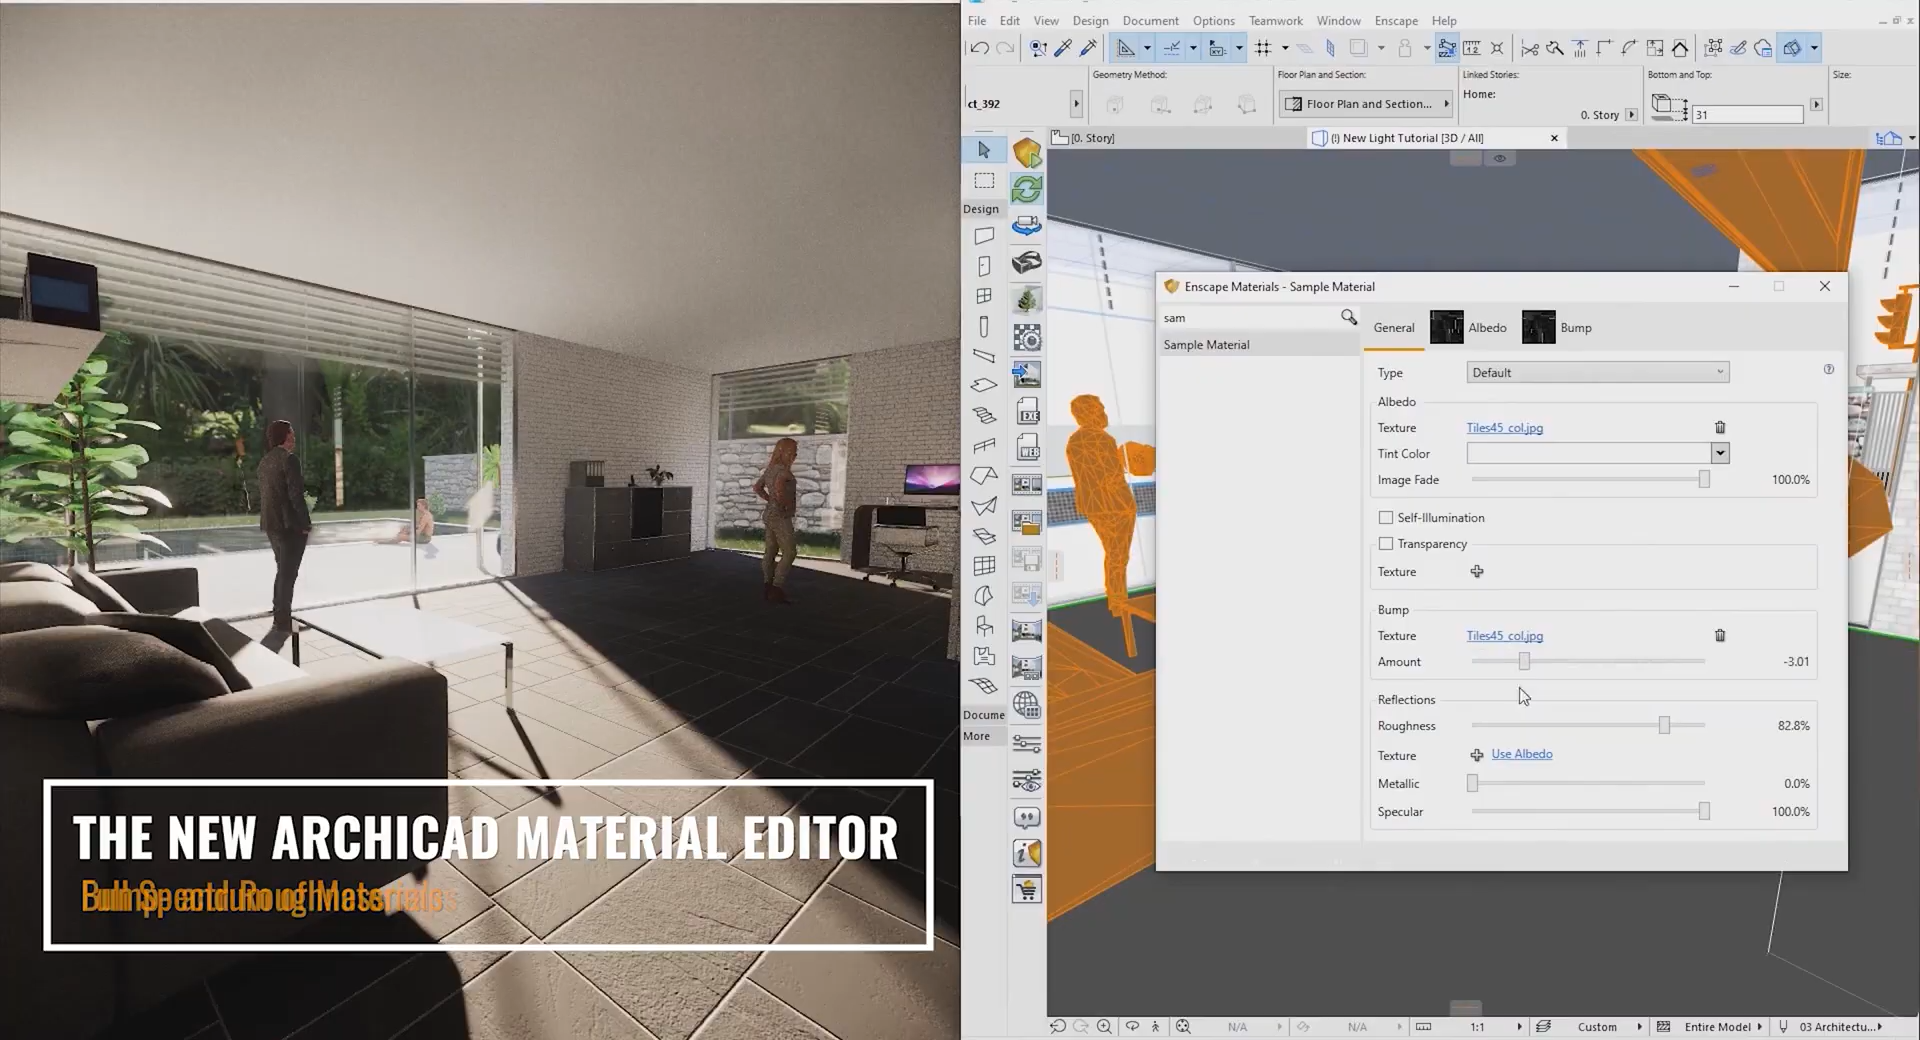 File Edit View Design Document Options Teamwork Window Enscape Help
Geometry Method:
Floor Plan and Section:
Linked Stories:
Bottom and Top:
Size:
ct_392
Floor Plan and Section...
Home:
0. Story
31
[0. Story]
(!) New Light Tutorial [3D / All]
Design
EXE
WEB
Docume
More
Enscape Materials - Sample Material
sam
Sample Material
General
Albedo
Bump
Type
Default
Albedo
Texture
Tiles45_col.jpg
Tint Color
Image Fade
100.0%
Self-Illumination
Transparency
Texture
Bump
Texture
Tiles45_col.jpg
Amount
-3.01
Reflections
Roughness
82.8%
Texture
Use Albedo
Metallic
0.0%
Specular
100.0%
THE NEW ARCHICAD MATERIAL EDITOR
N/A
N/A
1:1
Custom
Entire Model
03 Architectu...